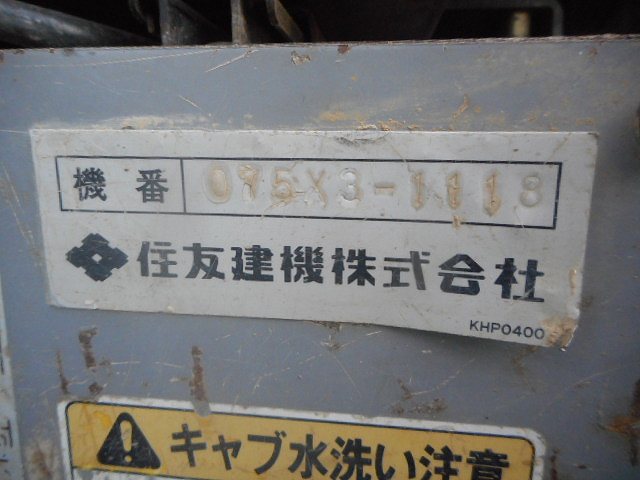 機番 075X3-1118
住友建機株式会社
KHP0400
キャブ水洗い注意